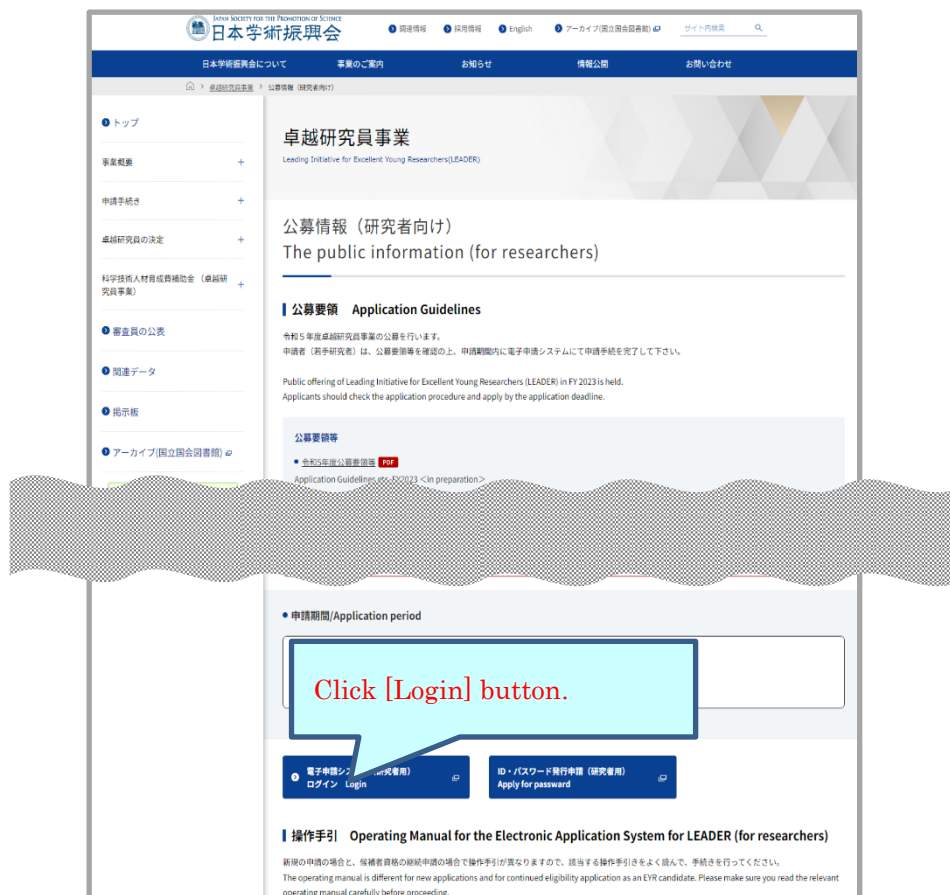 JAPAN SOCIETY FOR THE PROMOTION OF SCIENCE
日本学術振興会
調達情報
採用情報
English
アーカイブ(国立国会図書館)
サイト内検索
日本学術振興会について
事業のご案内
お知らせ
情報公開
お問い合わせ
> 卓越研究員事業 > 公募情報（研究者向け）
トップ
事業概要 +
申請手続き +
卓越研究員の決定 +
科学技術人材育成費補助金 （卓越研
究員事業） +
審査員の公表
関連データ
掲示板
アーカイブ(国立国会図書館)
卓越研究員事業
Leading Initiative for Excellent Young Researchers(LEADER)
公募情報（研究者向け）
The public information (for researchers)
公募要領 Application Guidelines
令和５年度卓越研究員事業の公募を行います。
申請者（若手研究者）は、公募要領等を確認の上、申請期間内に電子申請システムにて申請手続を完了して下さい。
Public offering of Leading Initiative for Excellent Young Researchers (LEADER) in FY 2023 is held.
Applicants should check the application procedure and apply by the application deadline.
公募要領等
令和5年度公募要領等 PDF
Application Guidelines etc. FY2023 ＜in preparation＞
申請期間/Application period
Click [Login] button.
電子申請シス （研究者用）
ログイン Login
ID・パスワード発行申請（研究者用）
Apply for passward
操作手引 Operating Manual for the Electronic Application System for LEADER (for researchers)
新規の申請の場合と、候補者資格の継続申請の場合で操作手引が異なりますので、該当する操作手引きをよく読んで、手続きを行ってください。
The operating manual is different for new applications and for continued eligibility application as an EYR candidate. Please make sure you read the relevant
operating manual carefully before proceeding.